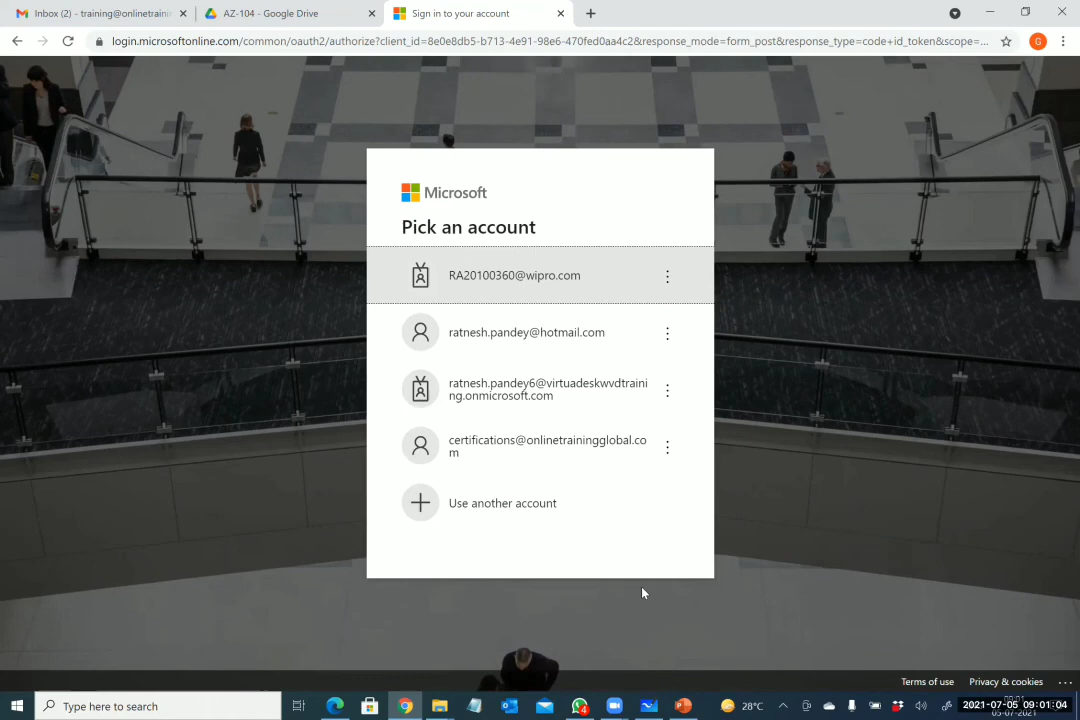 Inbox (2) - training@onlinetraini
AZ-104 - Google Drive
Sign in to your account
login.microsoftonline.com/common/oauth2/authorize?client_id=8e0e8db5-b713-4e91-98e6-470fed0aa4c2&response_mode=form_post&response_type=code+id_token&scope=...
G
Microsoft
Pick an account
RA20100360@wipro.com
ratnesh.pandey@hotmail.com
ratnesh.pandey6@virtuadeskwvdtraini
ng.onmicrosoft.com
certifications@onlinetrainingglobal.co
m
Use another account
Terms of use
Privacy & cookies
...
Type here to search
4
28°C
2021-07-05 09:01:04